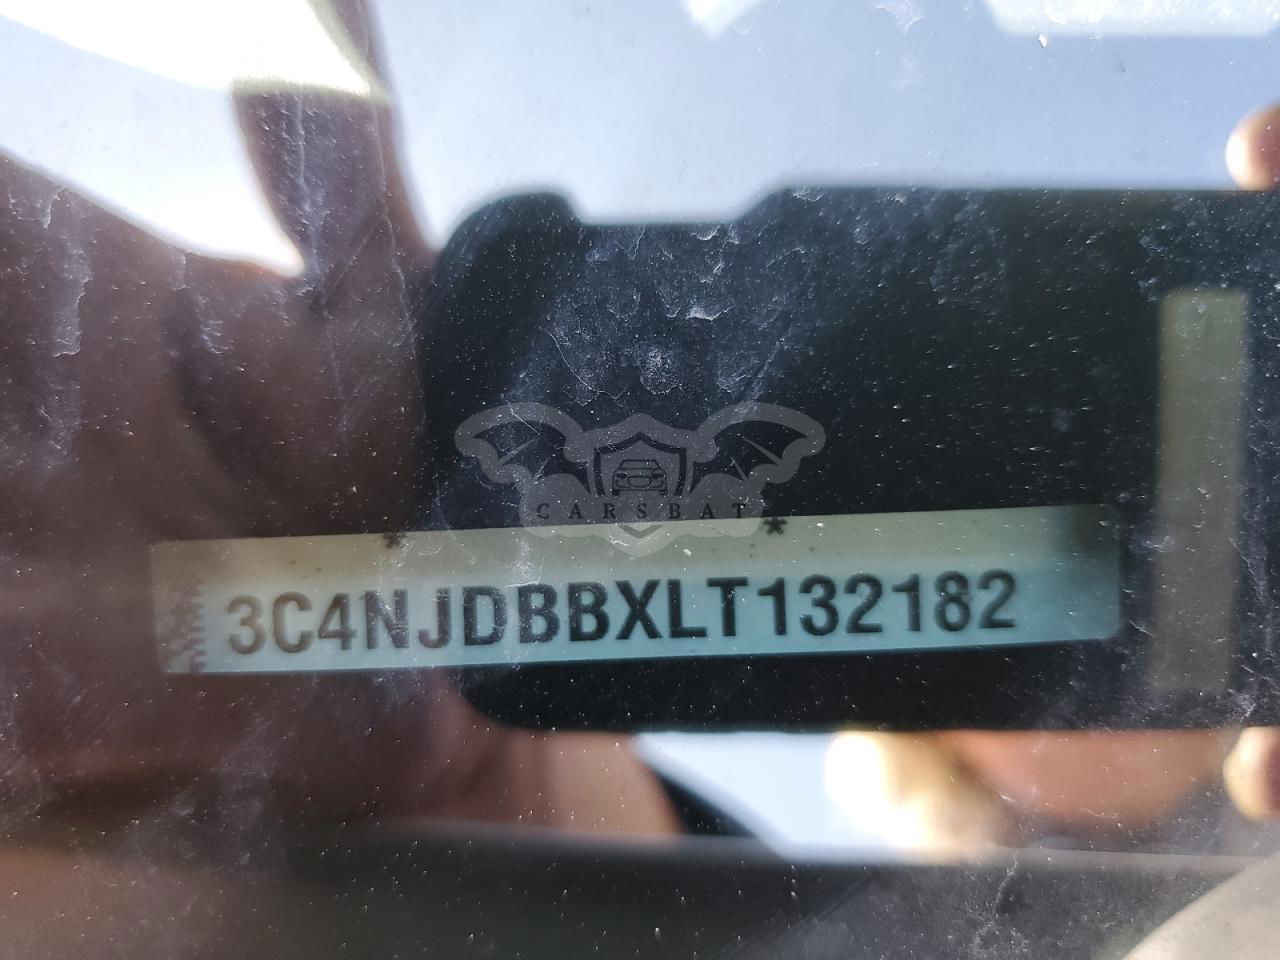 CARSBAT
* *
3C4NJDBBXLT132182